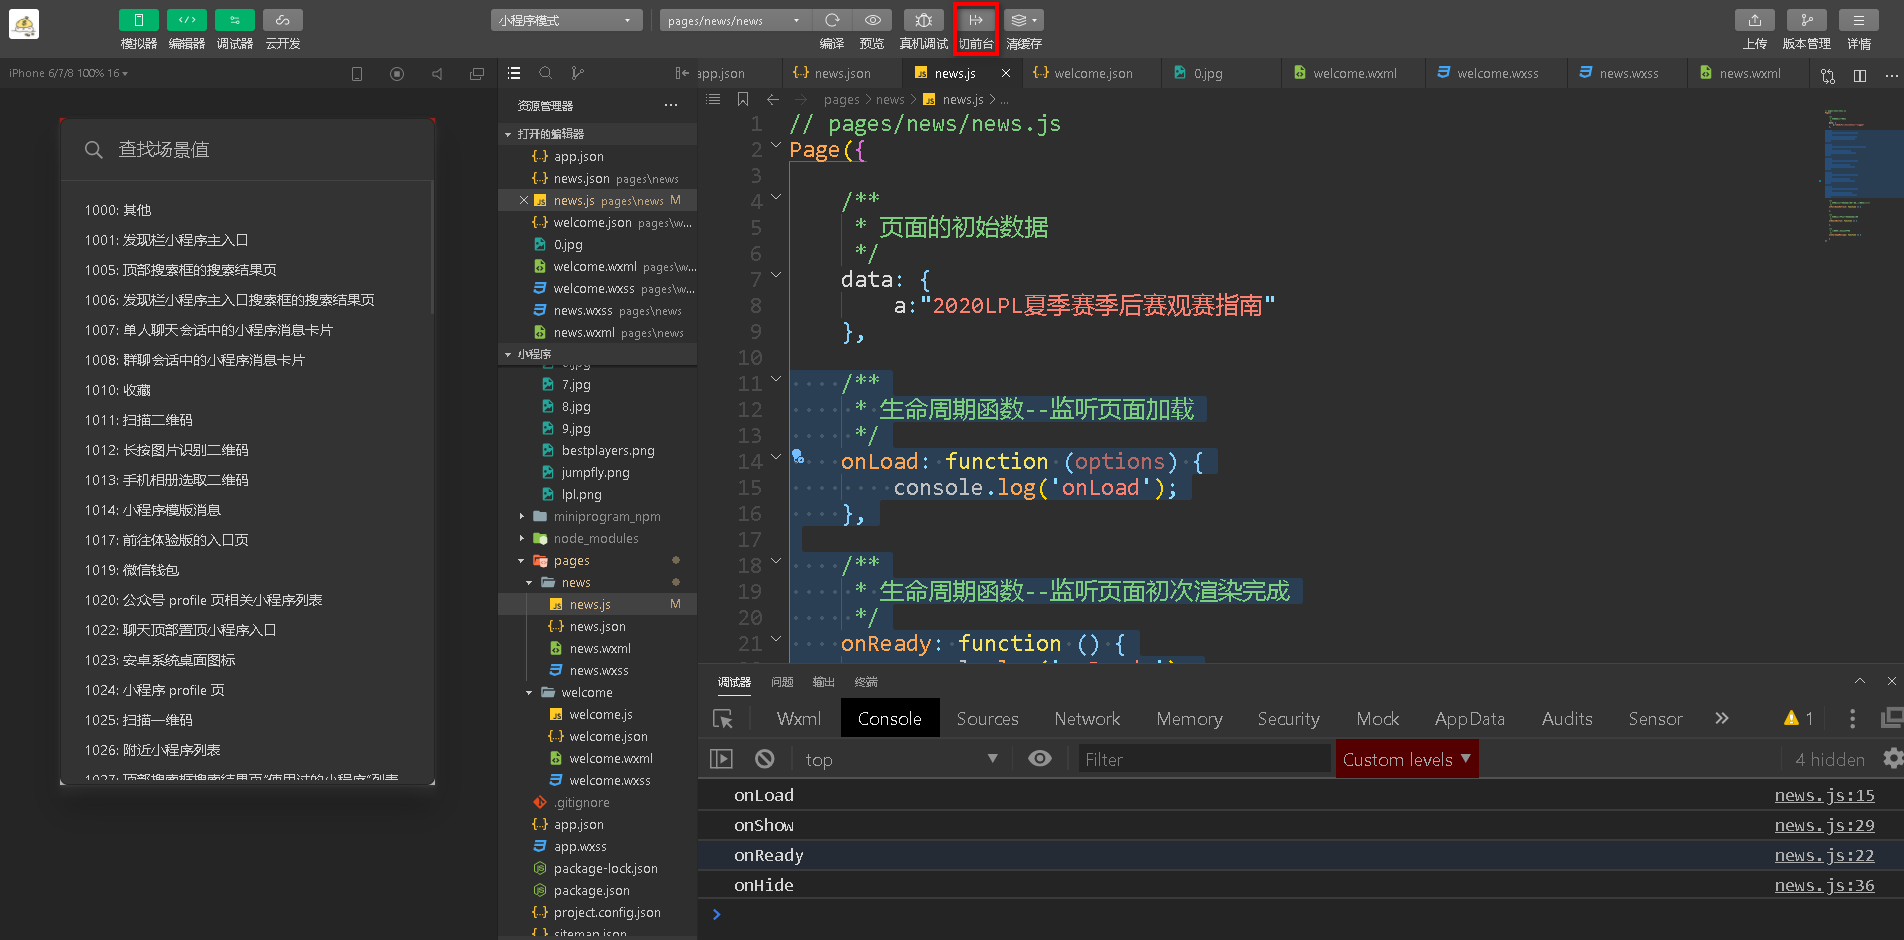 模拟器 编辑器 调试器 云开发
小程序模式
pages/news/news
编译 预览 真机调试 切前台 清缓存
上传 版本管理 详情
iPhone 6/7/8 100% 16
查找场景值
1000: 其他
1001: 发现栏小程序主入口
1005: 顶部搜索框的搜索结果页
1006: 发现栏小程序主入口搜索框的搜索结果页
1007: 单人聊天会话中的小程序消息卡片
1008: 群聊会话中的小程序消息卡片
1010: 收藏
1011: 扫描二维码
1012: 长按图片识别二维码
1013: 手机相册选取二维码
1014: 小程序模版消息
1017: 前往体验版的入口页
1019: 微信钱包
1020: 公众号 profile 页相关小程序列表
1022: 聊天顶部置顶小程序入口
1023: 安卓系统桌面图标
1024: 小程序 profile 页
1025: 扫描一维码
1026: 附近小程序列表
1027: 顶部搜索框搜索结果页“使用过的小程序”列表
资源管理器 ...
打开的编辑器
app.json
news.json pages\news
news.js pages\news M
welcome.json pages\w...
0.jpg
welcome.wxml pages\w...
welcome.wxss pages\w...
news.wxss pages\news
news.wxml pages\news
小程序
7.jpg
8.jpg
9.jpg
bestplayers.png
jumpfly.png
lpl.png
miniprogram_npm
node_modules
pages
news
news.js M
news.json
news.wxml
news.wxss
welcome
welcome.js
welcome.json
welcome.wxml
welcome.wxss
.gitignore
app.json
app.wxss
package-lock.json
package.json
project.config.json
sitemap.json
app.json news.json news.js welcome.json 0.jpg welcome.wxml welcome.wxss news.wxss news.wxml
pages > news > news.js > ...
1 // pages/news/news.js
2 Page({
3
4 /**
5 * 页面的初始数据
6 */
7 data: {
8 a:"2020LPL夏季赛季后赛观赛指南"
9 },
10
11 /**
12 * 生命周期函数--监听页面加载
13 */
14 onLoad: function (options) {
15 console.log('onLoad');
16 },
17
18 /**
19 * 生命周期函数--监听页面初次渲染完成
20 */
21 onReady: function () {
调试器 问题 输出 终端
Wxml Console Sources Network Memory Security Mock AppData Audits Sensor 1
top Filter Custom levels 4 hidden
onLoad news.js:15
onShow news.js:29
onReady news.js:22
onHide news.js:36